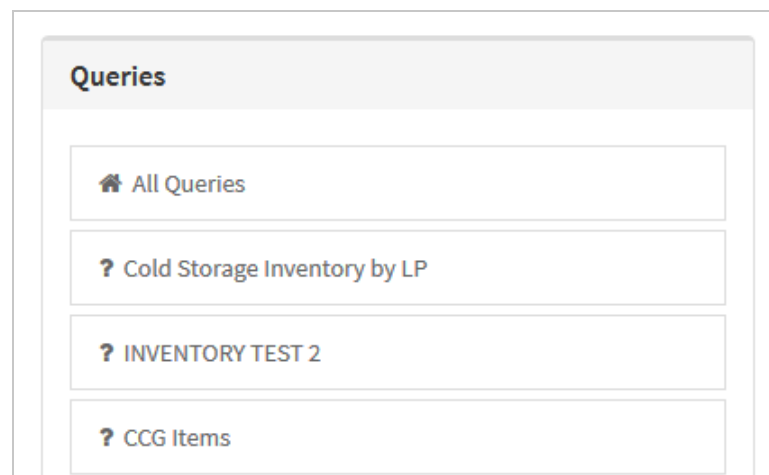 Queries
All Queries
? Cold Storage Inventory by LP
? INVENTORY TEST 2
? CCG Items